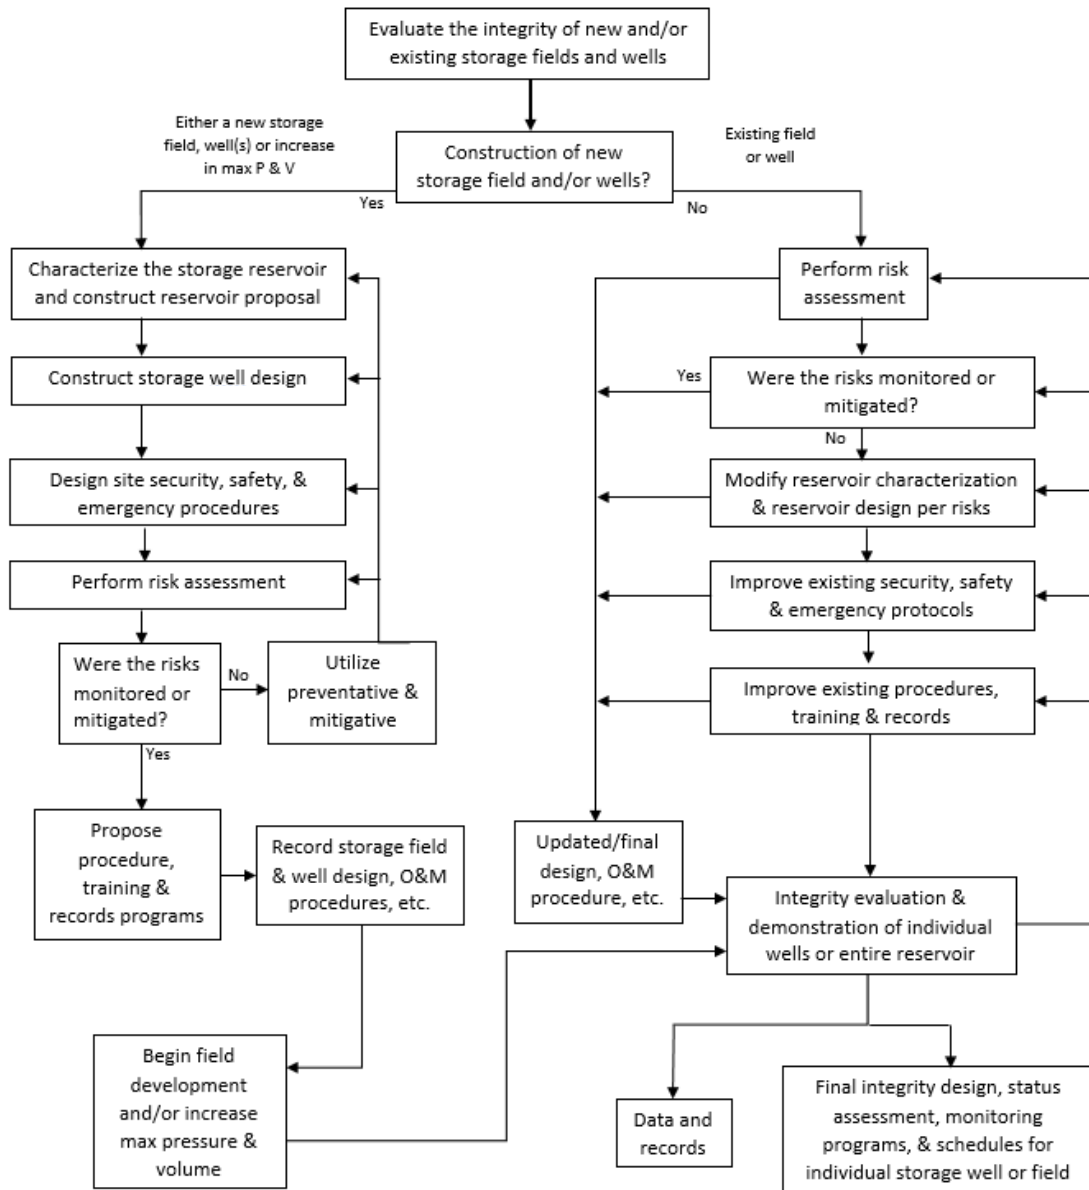 Evaluate the integrity of new and/or
existing storage fields and wells
Either a new storage
field, well(s) or increase
in max P & V
Existing field
or well
Construction of new
storage field and/or wells?
Yes
No
Characterize the storage reservoir
and construct reservoir proposal
Perform risk
assessment
Construct storage well design
Yes
Were the risks monitored or
mitigated?
No
Design site security, safety, &
emergency procedures
Modify reservoir characterization
& reservoir design per risks
Perform risk assessment
Improve existing security, safety
& emergency protocols
Were the risks
monitored or
mitigated?
No
Utilize
preventative &
mitigative
Improve existing procedures,
training & records
Yes
Propose
procedure,
training &
records programs
Record storage field
& well design, O&M
procedures, etc.
Updated/final
design, O&M
procedure, etc.
Integrity evaluation &
demonstration of individual
wells or entire reservoir
Begin field
development
and/or increase
max pressure &
volume
Data and
records
Final integrity design, status
assessment, monitoring
programs, & schedules for
individual storage well or field